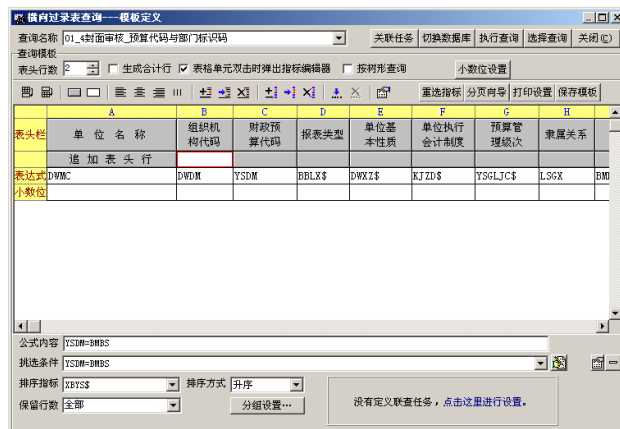 横向过录表查询---模板定义
查询名称 01_4封面审核_预算代码与部门标识码 关联任务 切换数据库 执行查询 选择查询 关闭(C)
查询模板
表头行数 2 生成合计行 表格单元双击时弹出指标编辑器 按树形查询 小数位设置
重选指标 分页向导 打印设置 保存模板
A B C D E F G H
表头栏 单 位 名 称 组织机构代码 财政预算代码 报表类型 单位基本性质 单位执行会计制度 预算管理级次 隶属关系
追 加 表 头 行
表达式 DWMC DWDM YSDM BBLX$ DWXZ$ KJZD$ YSGLJC$ LSGX
小数位
公式内容 YSDM=BMBS
挑选条件 YSDM=BMBS
排序指标 XBYS$ 排序方式 升序
保留行数 全部 分组设置… 没有定义联查任务，点击这里进行设置。